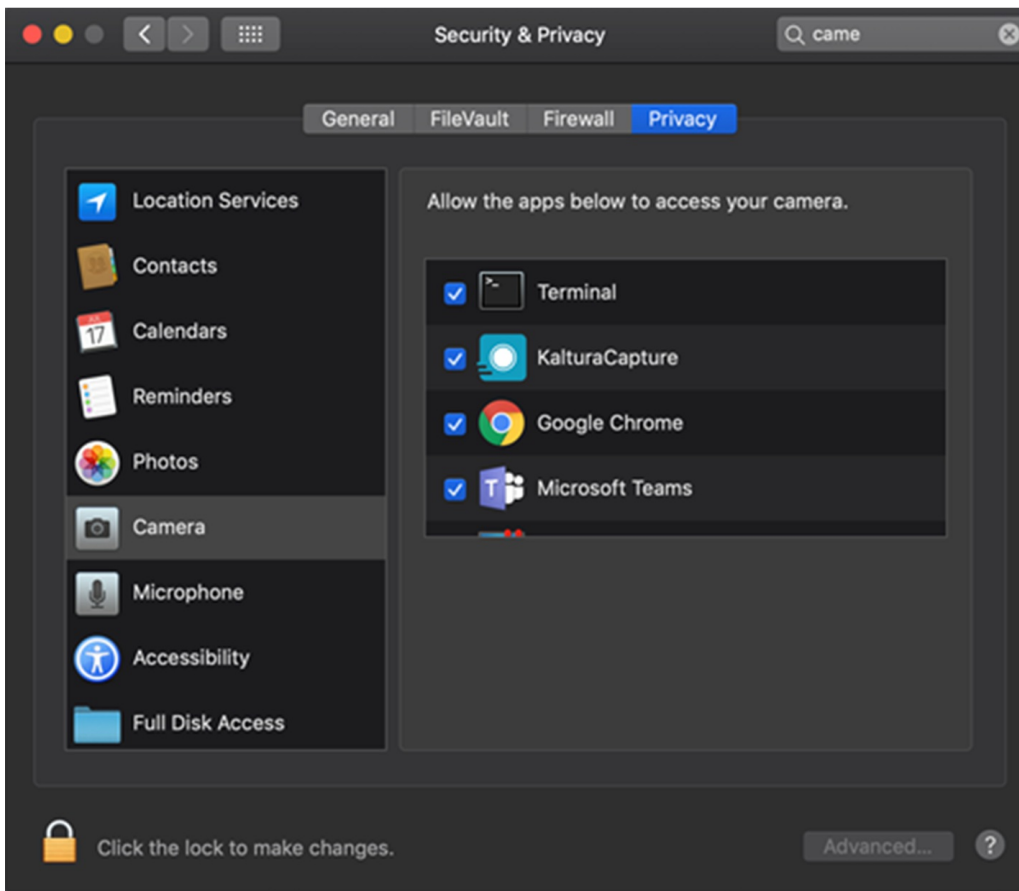 Security & Privacy
came
General FileVault Firewall Privacy
Location Services
Contacts
Calendars
Reminders
Photos
Camera
Microphone
Accessibility
Full Disk Access
Allow the apps below to access your camera.
Terminal
KalturaCapture
Google Chrome
Microsoft Teams
Click the lock to make changes.
Advanced...
?